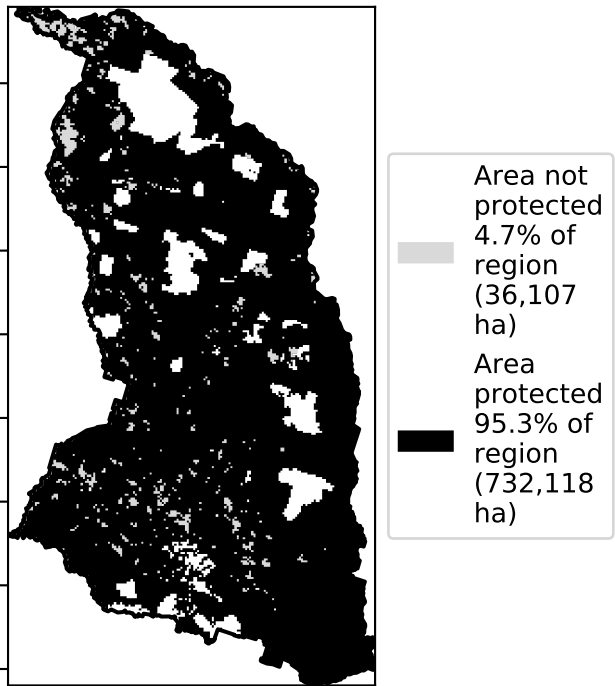 Area not
protected
4.7% of
region
(36,107
ha)
Area
protected
95.3% of
region
(732,118
ha)